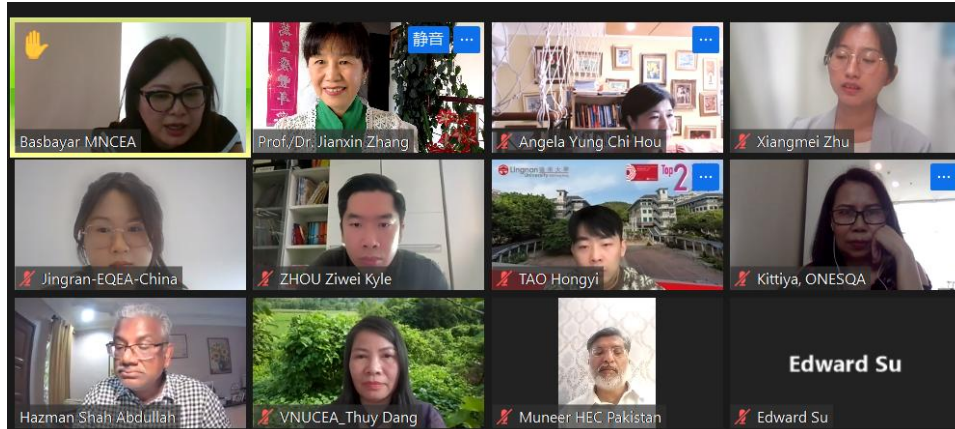 静音
Basbayar MNCEA
Prof./Dr. Jianxin Zhang
Angela Yung Chi Hou
Xiangmei Zhu
Lingnan
Top 2
Jingran-EQEA-China
ZHOU Ziwei Kyle
TAO Hongyi
Kittiya, ONESQA
Edward Su
Hazman Shah Abdullah
VNUCEA_Thuy Dang
Muneer HEC Pakistan
Edward Su